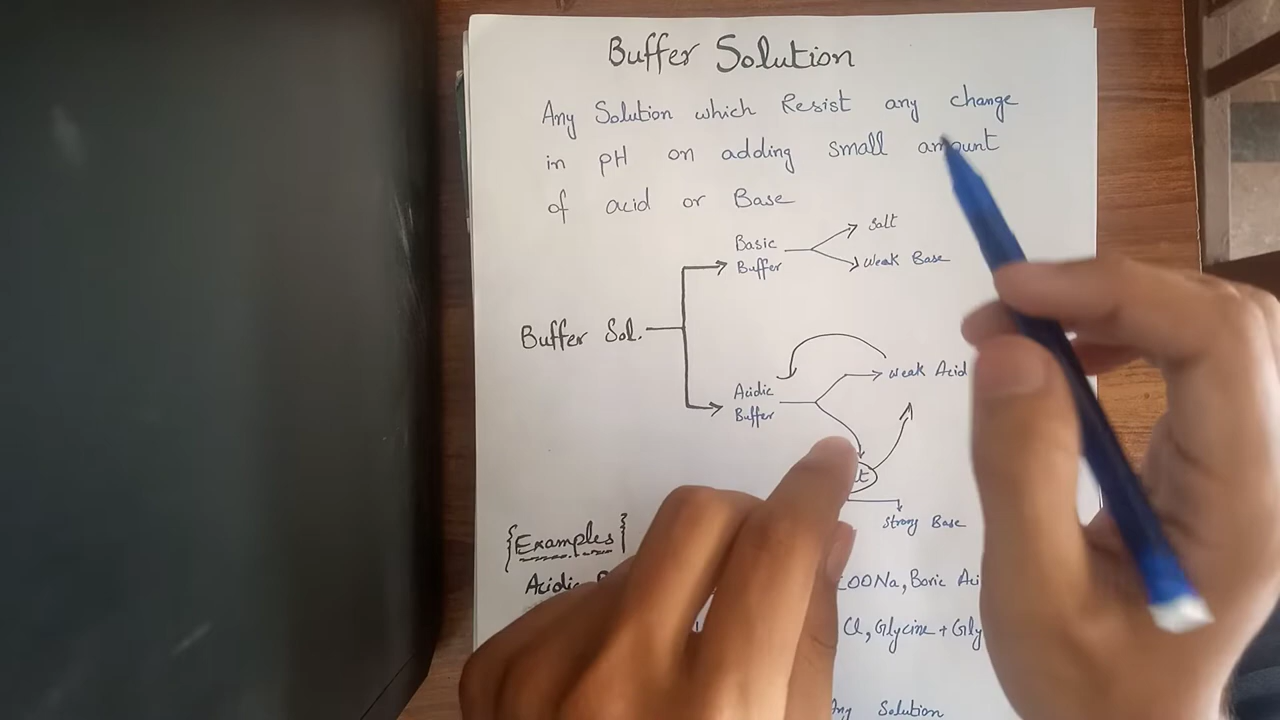 Buffer Solution
Any Solution which Resist any change
in pH on adding small amount
of acid or Base
Salt
Basic
Buffer
Weak Base
Buffer Sol.
Weak Acid
Acidic
Buffer
Strong Base
{Examples}
Acidic
COONa, Boric
Cl, Glycine +
Any Solution